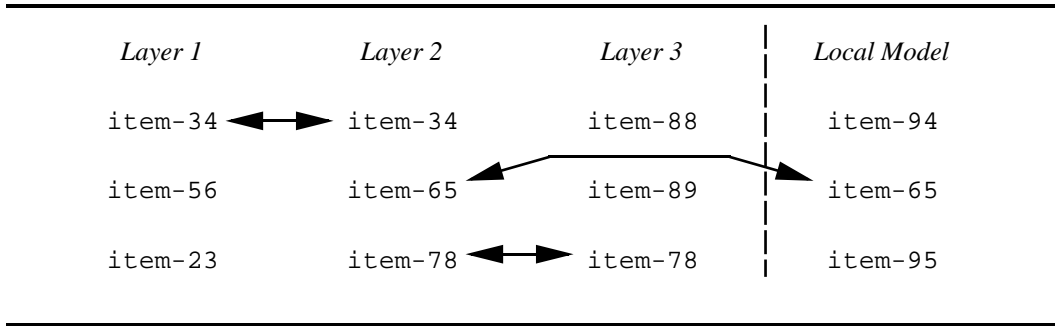 Layer 1 Layer 2 Layer 3 Local Model
item-34 item-34 item-88 item-94
item-56 item-65 item-89 item-65
item-23 item-78 item-78 item-95